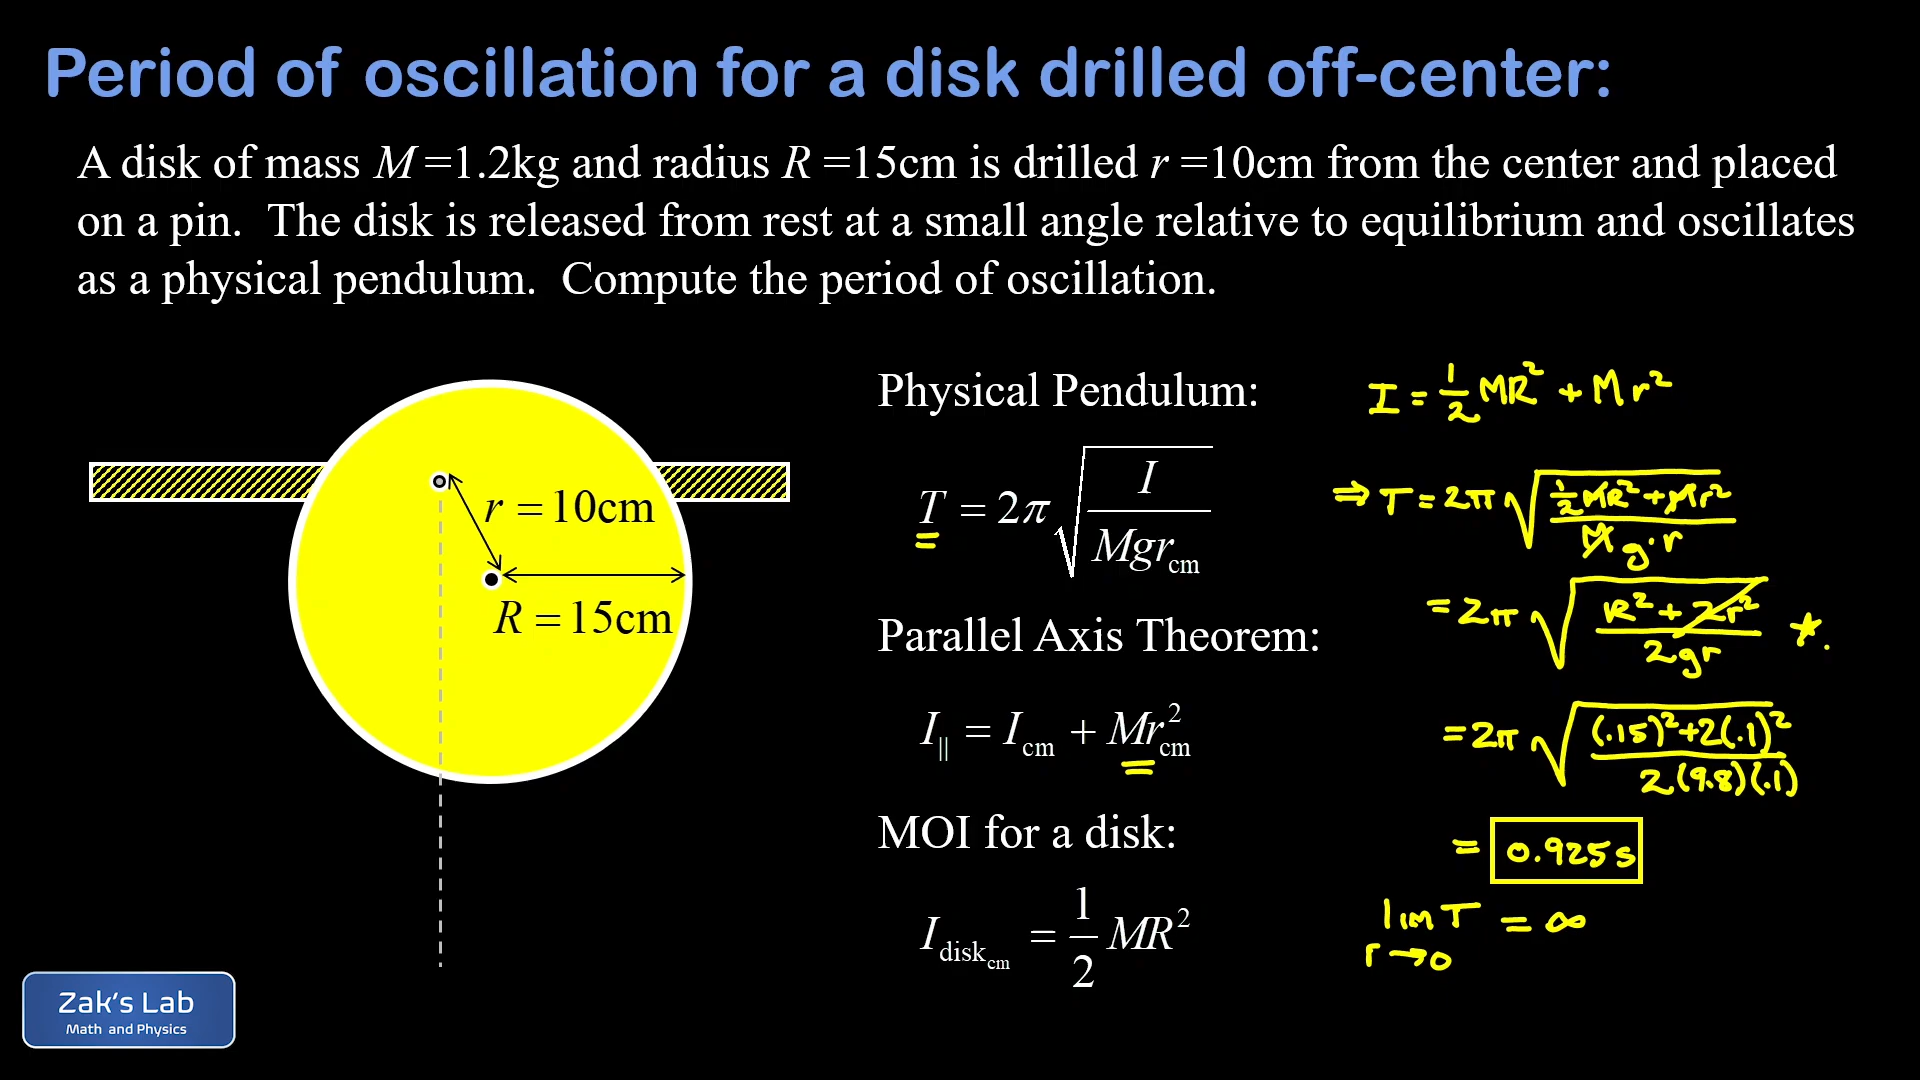 Period of oscillation for a disk drilled off-center:
A disk of mass M =1.2kg and radius R =15cm is drilled r =10cm from the center and placed
on a pin. The disk is released from rest at a small angle relative to equilibrium and oscillates
as a physical pendulum. Compute the period of oscillation.
r = 10cm
R = 15cm
Physical Pendulum:
T = 2π√(I / Mgr_cm)
Parallel Axis Theorem:
I_|| = I_cm + Mr_cm²
MOI for a disk:
I_disk_cm = 1/2 MR²
I = 1/2 MR² + Mr²
⇒ T = 2π√((1/2 MR² + Mr²) / (M g·r))
= 2π√((R² + 2r²) / (2gr)) ★.
= 2π√(((.15)² + 2(.1)²) / (2(9.8)(.1)))
= 0.925 s
lim T = ∞
r → 0
Zak's Lab
Math and Physics